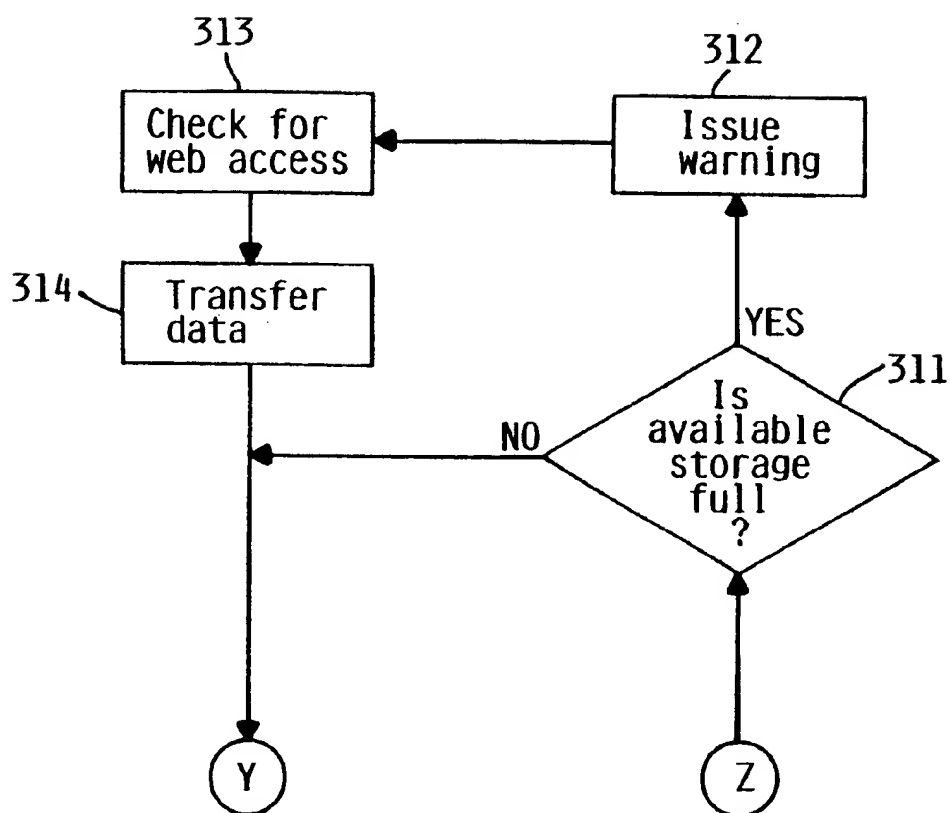 313
312
Check for
web access
Issue
warning
314
Transfer
data
YES
311
NO
Is
available
storage
full
?
Y
Z